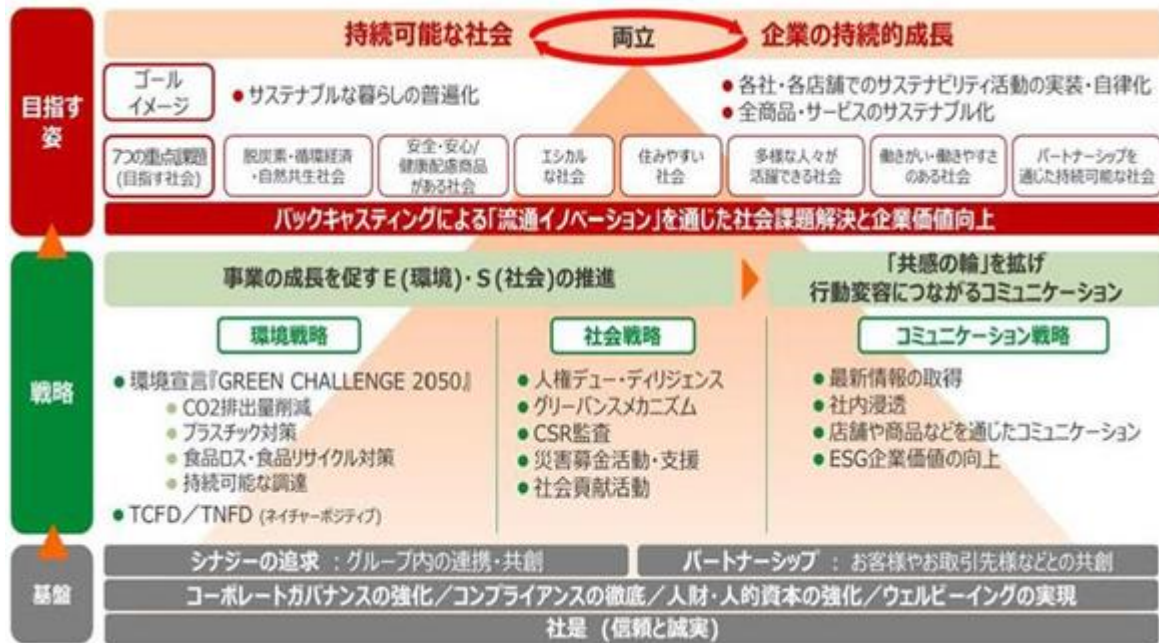 持続可能な社会
両立
企業の持続的成長
目指す
姿
ゴール
イメージ
●サステナブルな暮らしの普遍化
●各社・各店舗でのサステナビリティ活動の実装・自律化
●全商品・サービスのサステナブル化
7つの重点課題
(目指す社会)
脱炭素・循環経済
・自然共生社会
安全・安心/
健康配慮商品
がある社会
エシカル
な社会
住みやすい
社会
多様な人々が
活躍できる社会
働きがい・働きやすさ
のある社会
パートナーシップを
通じた持続可能な社会
バックキャスティングによる「流通イノベーション」を通じた社会課題解決と企業価値向上
戦略
事業の成長を促すE(環境)・S(社会)の推進
「共感の輪」を拡げ
行動変容につながるコミュニケーション
環境戦略
●環境宣言『GREEN CHALLENGE 2050』
●CO2排出量削減
●プラスチック対策
●食品ロス・食品リサイクル対策
●持続可能な調達
●TCFD/TNFD (ネイチャーポジティブ)
社会戦略
●人権デュー・ディリジェンス
●グリーバンスメカニズム
●CSR監査
●災害募金活動・支援
●社会貢献活動
コミュニケーション戦略
●最新情報の取得
●社内浸透
●店舗や商品などを通じたコミュニケーション
●ESG企業価値の向上
基盤
シナジーの追求 : グループ内の連携・共創
パートナーシップ : お客様やお取引先様などとの共創
コーポレートガバナンスの強化/コンプライアンスの徹底/人財・人的資本の強化/ウェルビーイングの実現
社是 (信頼と誠実)